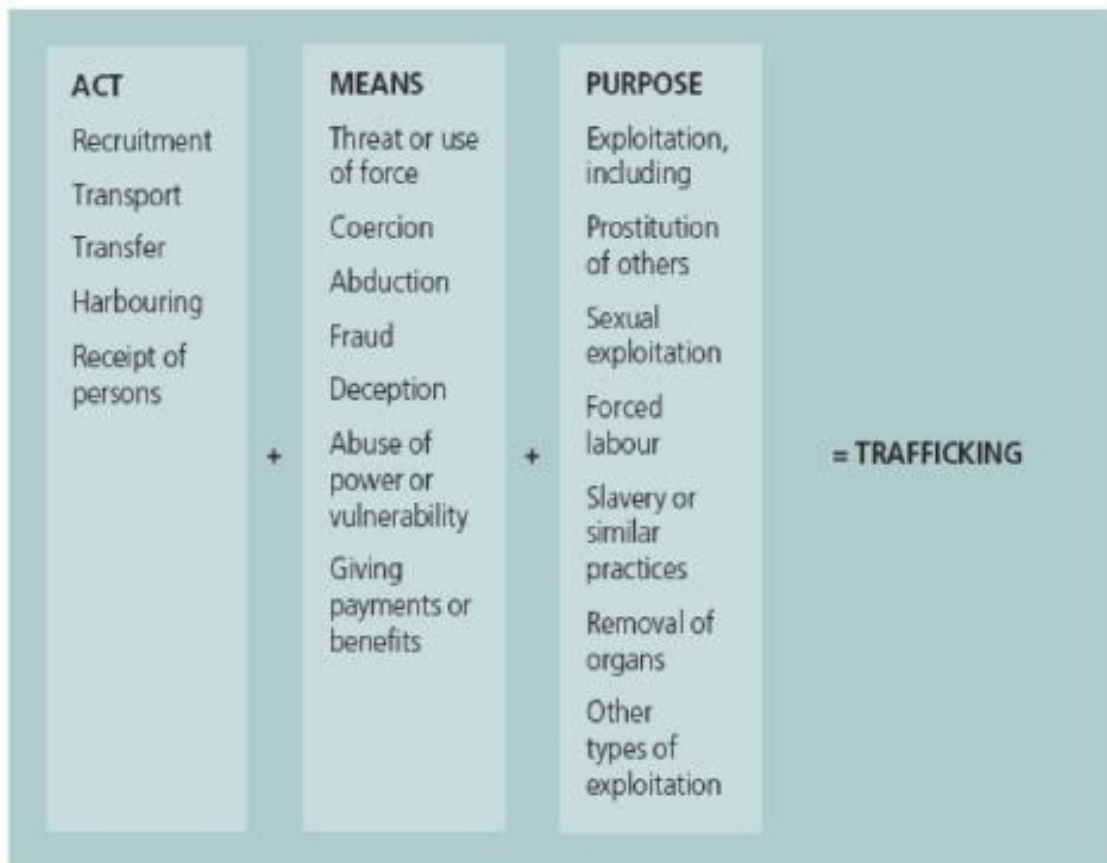 ACT
Recruitment
Transport
Transfer
Harbouring
Receipt of
persons
+
MEANS
Threat or use
of force
Coercion
Abduction
Fraud
Deception
Abuse of
power or
vulnerability
Giving
payments or
benefits
+
PURPOSE
Exploitation,
including
Prostitution
of others
Sexual
exploitation
Forced
labour
Slavery or
similar
practices
Removal of
organs
Other
types of
exploitation
= TRAFFICKING